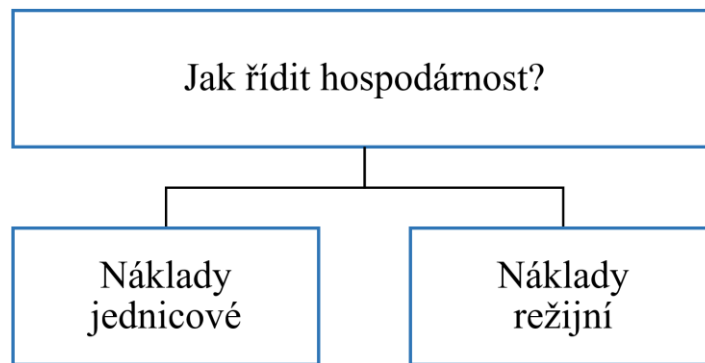 Jak řídit hospodárnost?
Náklady
jednicové
Náklady
režijní